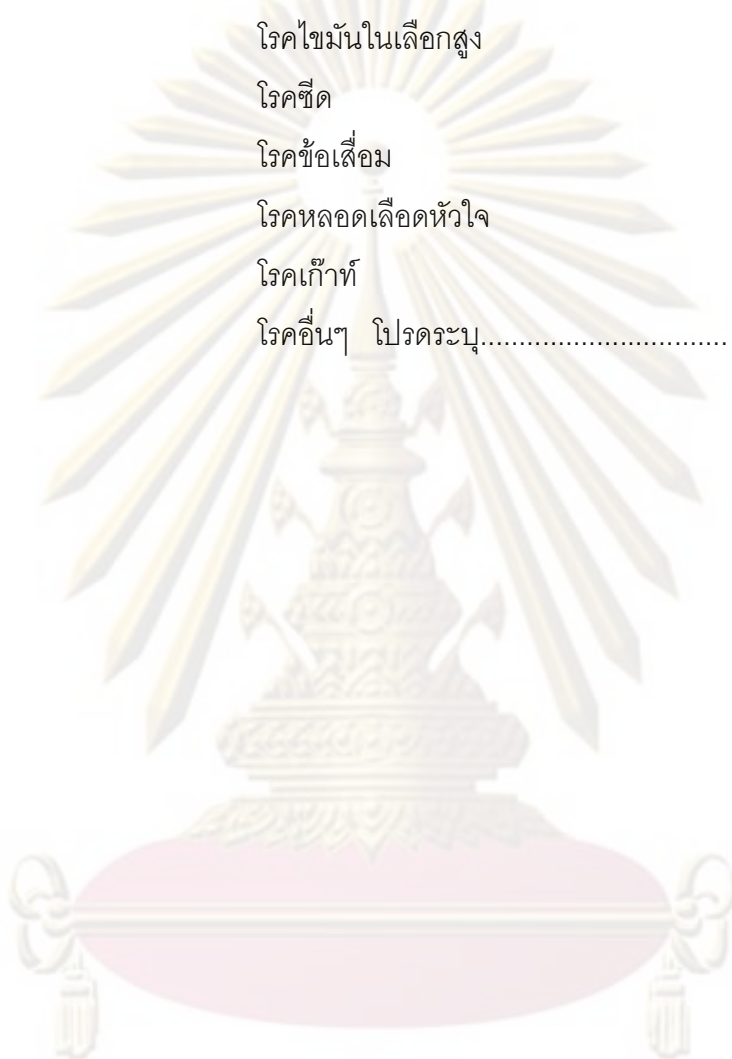 โรคไขมันในเลือกสูง
โรคซีด
โรคข้อเสื่อม
โรคหลอดเลือดหัวใจ
โรคเก๊าท์
โรคอื่นๆ โปรดระบุ...............................